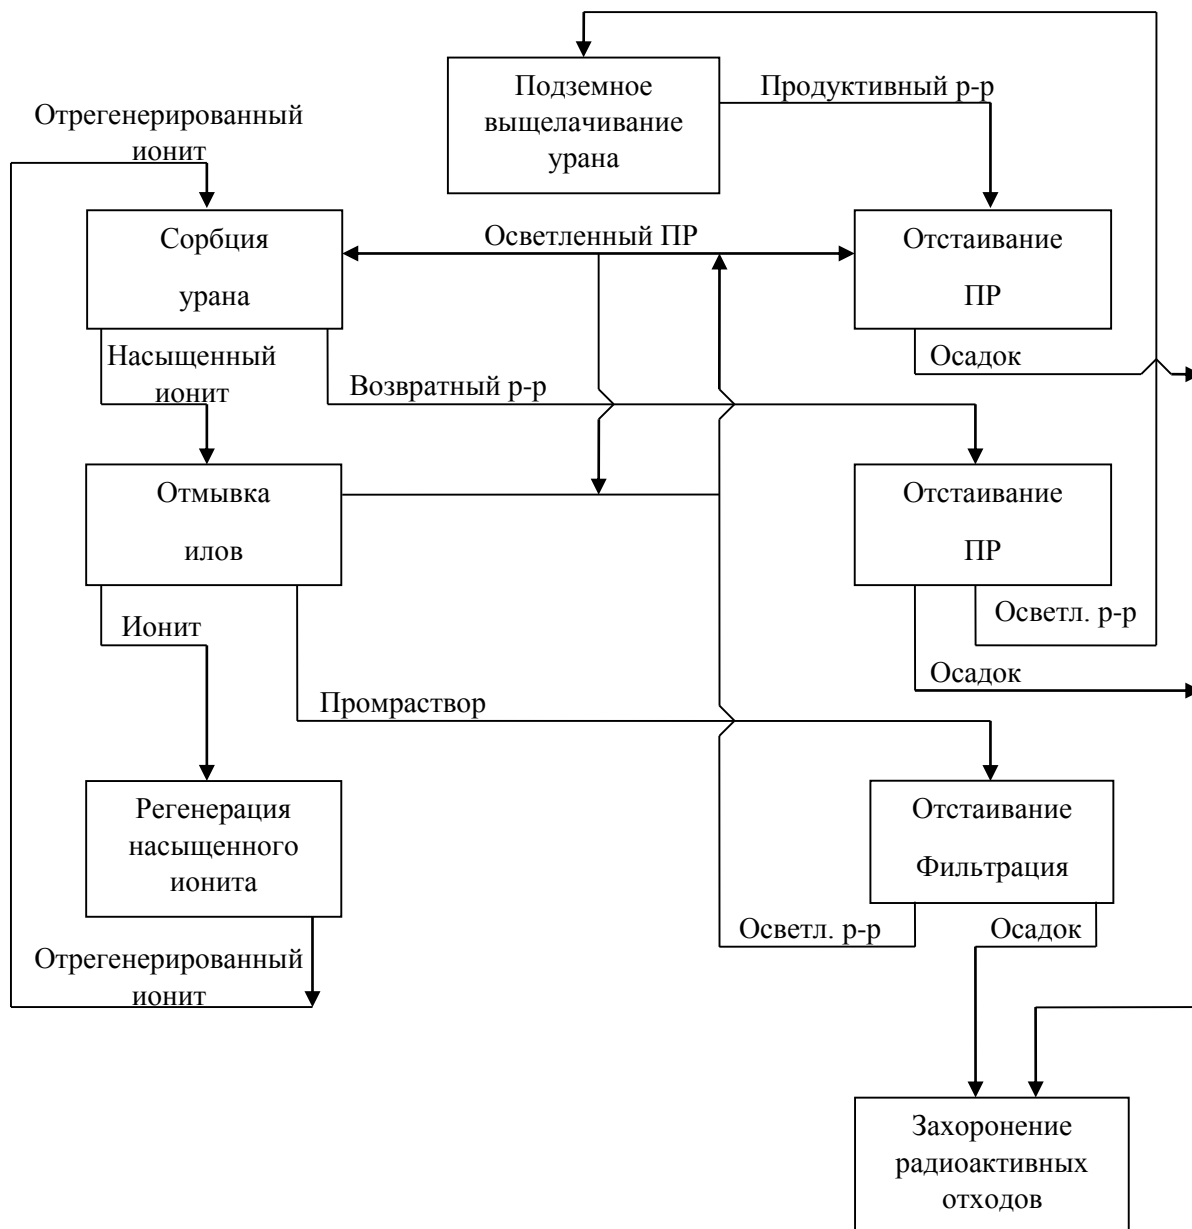 Подземное
выщелачивание
урана
Продуктивный р-р
Отрегенерированный
ионит
Сорбция
урана
Осветленный ПР
Отстаивание
ПР
Насыщенный
ионит
Возвратный р-р
Осадок
Отмывка
илов
Отстаивание
ПР
Ионит
Осветл. р-р
Осадок
Промраствор
Регенерация
насыщенного
ионита
Отстаивание
Фильтрация
Осветл. р-р
Осадок
Отрегенерированный
ионит
Захоронение
радиоактивных
отходов